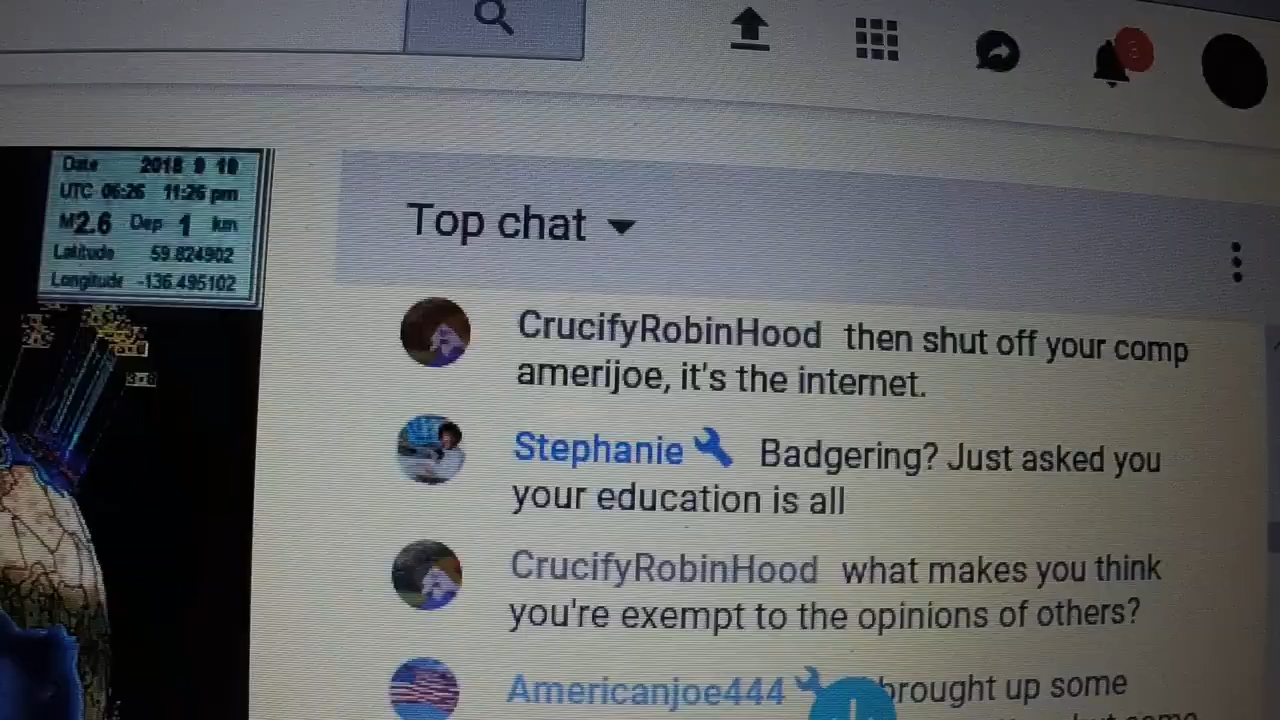 Date 2018 9 10
UTC 06:26 11:26 pm
M2.6 Dep 1 km
Latitude 59.824902
Longitude -136.495102
Top chat
CrucifyRobinHood then shut off your comp
amerijoe, it's the internet.
Stephanie Badgering? Just asked you
your education is all
CrucifyRobinHood what makes you think
you're exempt to the opinions of others?
Americanjoe444 brought up some